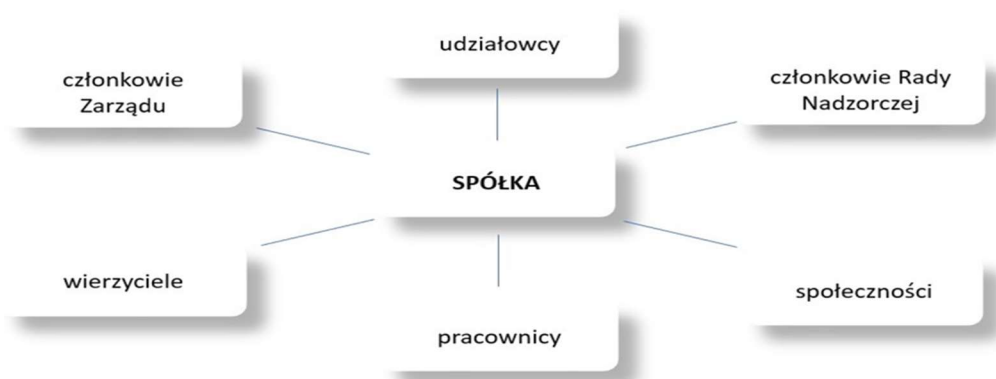 udziałowcy
członkowie
Zarządu
członkowie Rady
Nadzorczej
SPÓŁKA
wierzyciele
społeczności
pracownicy